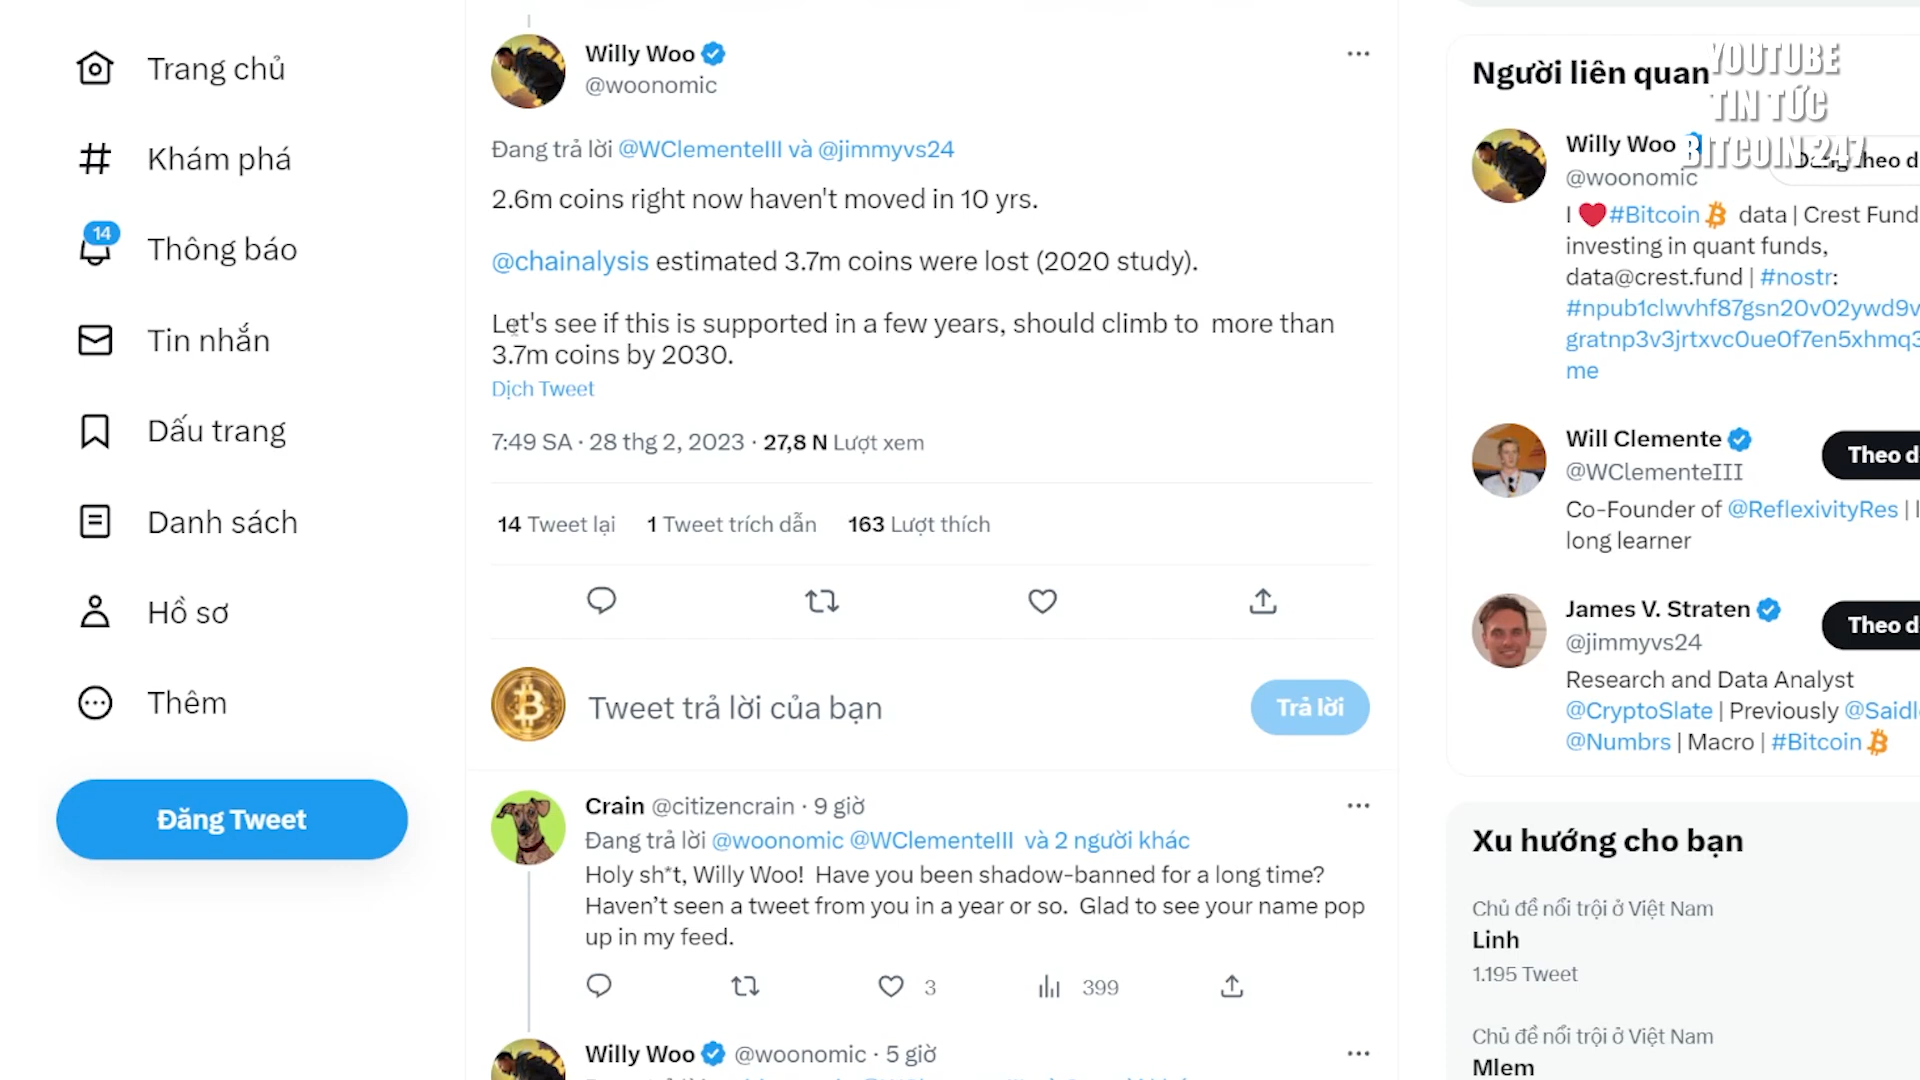 Trang chủ
Khám phá
14
Thông báo
Tin nhắn
Dấu trang
Danh sách
Hồ sơ
Thêm
Đăng Tweet
Willy Woo
@woonomic
Đang trả lời @WClementeIII và @jimmyvs24
2.6m coins right now haven't moved in 10 yrs.
@chainalysis estimated 3.7m coins were lost (2020 study).
Let's see if this is supported in a few years, should climb to more than
3.7m coins by 2030.
Dịch Tweet
7:49 SA · 28 thg 2, 2023 · 27,8 N Lượt xem
14 Tweet lại 1 Tweet trích dẫn 163 Lượt thích
Tweet trả lời của bạn
Trả lời
Crain @citizencrain · 9 giờ
Đang trả lời @woonomic @WClementeIII và 2 người khác
Holy sh*t, Willy Woo! Have you been shadow-banned for a long time?
Haven’t seen a tweet from you in a year or so. Glad to see your name pop
up in my feed.
3 399
Willy Woo @woonomic · 5 giờ
Người liên quan
YOUTUBE
TIN TỨC
BITCOIN 247
Willy Woo
@woonomic
Đang theo d
I ❤️#Bitcoin data | Crest Fund
investing in quant funds,
data@crest.fund | #nostr:
#npub1clwvhf87gsn20v02ywd9v
gratnp3v3jrtxvc0ue0f7en5xhmq3
me
Will Clemente
@WClementeIII
Theo d
Co-Founder of @ReflexivityRes | l
long learner
James V. Straten
@jimmyvs24
Theo d
Research and Data Analyst
@CryptoSlate | Previously @Saidl
@Numbrs | Macro | #Bitcoin
Xu hướng cho bạn
Chủ đề nổi trội ở Việt Nam
Linh
1.195 Tweet
Chủ đề nổi trội ở Việt Nam
Mlem